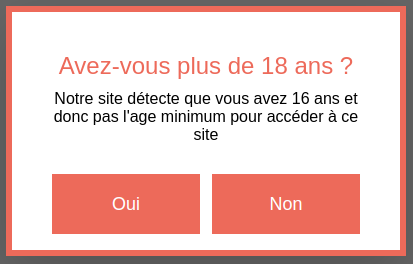 Avez-vous plus de 18 ans ?
Notre site détecte que vous avez 16 ans et
donc pas l'age minimum pour accéder à ce
site
Oui
Non